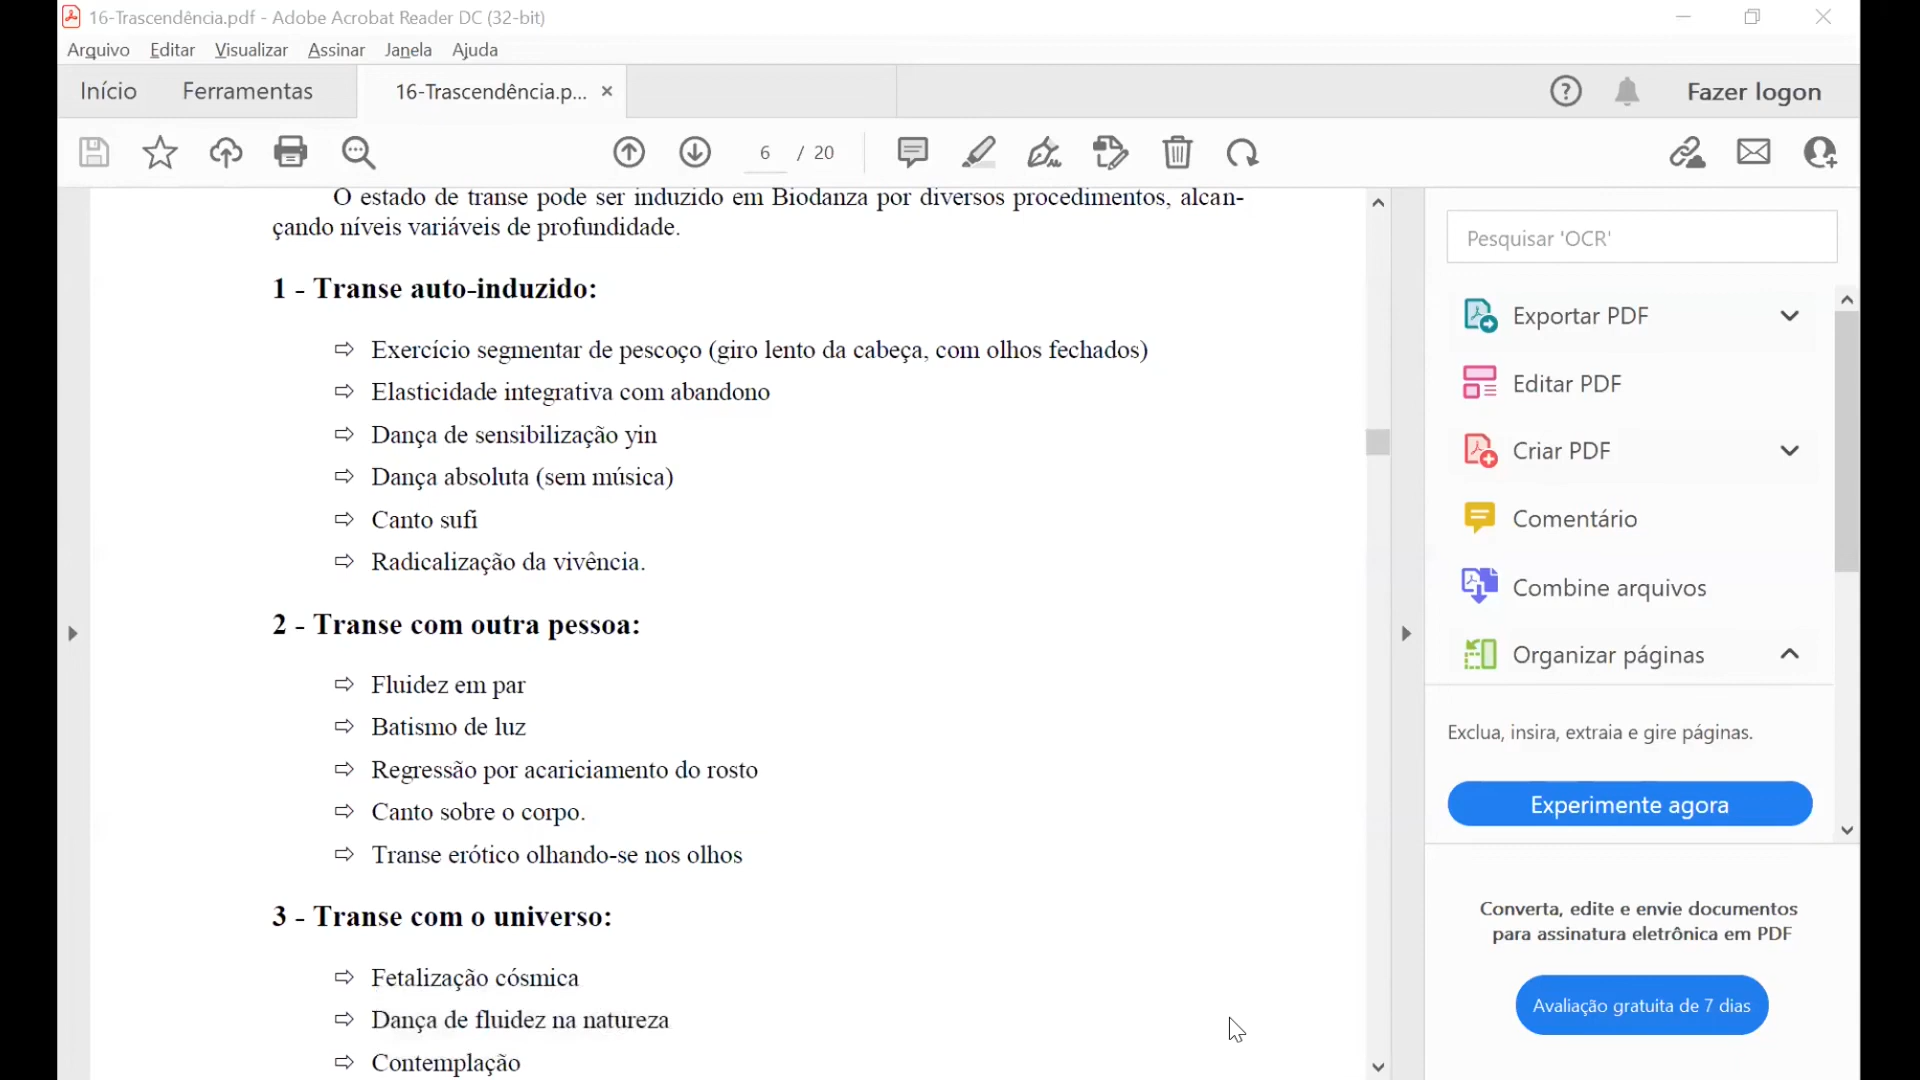 16-Trascendência.pdf - Adobe Acrobat Reader DC (32-bit)
Arquivo Editar Visualizar Assinar Janela Ajuda
Início Ferramentas 16-Trascendência.p... × Fazer logon
6 / 20
O estado de transe pode ser induzido em Biodanza por diversos procedimentos, alcan-
çando níveis variáveis de profundidade.
1 - Transe auto-induzido:
⇨ Exercício segmentar de pescoço (giro lento da cabeça, com olhos fechados)
⇨ Elasticidade integrativa com abandono
⇨ Dança de sensibilização yin
⇨ Dança absoluta (sem música)
⇨ Canto sufi
⇨ Radicalização da vivência.
2 - Transe com outra pessoa:
⇨ Fluidez em par
⇨ Batismo de luz
⇨ Regressão por acariciamento do rosto
⇨ Canto sobre o corpo.
⇨ Transe erótico olhando-se nos olhos
3 - Transe com o universo:
⇨ Fetalização cósmica
⇨ Dança de fluidez na natureza
⇨ Contemplação
Pesquisar 'OCR'
Exportar PDF
Editar PDF
Criar PDF
Comentário
Combine arquivos
Organizar páginas
Exclua, insira, extraia e gire páginas.
Experimente agora
Converta, edite e envie documentos
para assinatura eletrônica em PDF
Avaliação gratuita de 7 dias